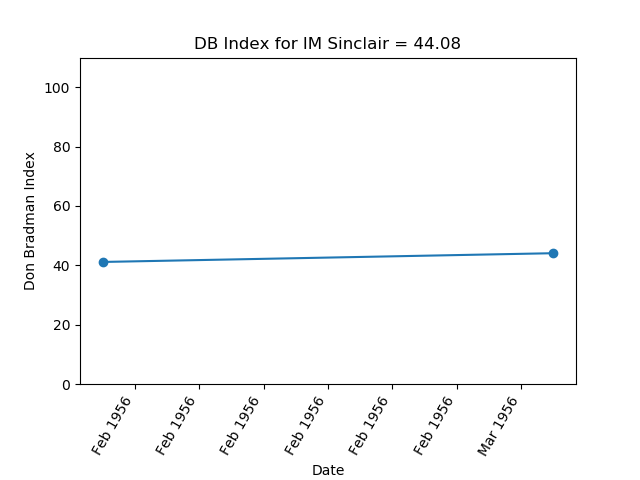 DB Index for IM Sinclair = 44.08
100
80
60
40
20
0
Don Bradman Index
Feb 1956
Feb 1956
Feb 1956
Feb 1956
Feb 1956
Feb 1956
Mar 1956
Date